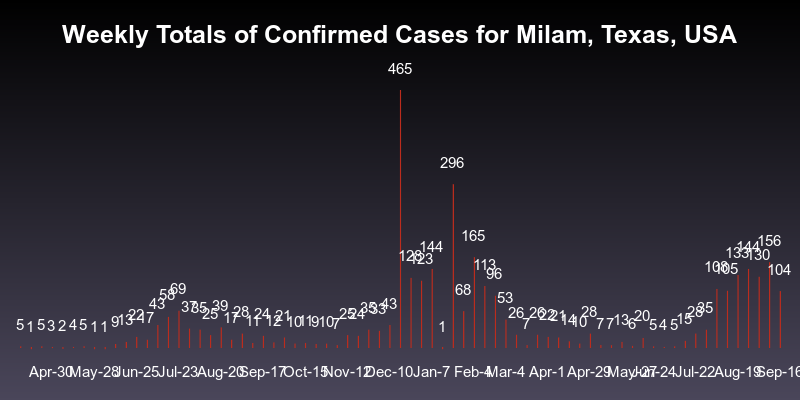 Weekly Totals of Confirmed Cases for Milam, Texas, USA
465
296
165
156
144 144
133 130
128 123
113
108 105 104
96
68 69
58
53
43 37 35 25 39 17 28 11 24 12 21 10 11 9 10 7 25 24 35 33 43
5 1 5 3 2 4 5 1 1 9 13 22 17
1
26 7 26 22 21 14 10 28 7 7 13 6 20 5 4 5 15 28 35
Apr-30 May-28 Jun-25 Jul-23 Aug-20 Sep-17 Oct-15 Nov-12 Dec-10 Jan-7 Feb-4 Mar-4 Apr-1 Apr-29 May-27 Jun-24 Jul-22 Aug-19 Sep-16